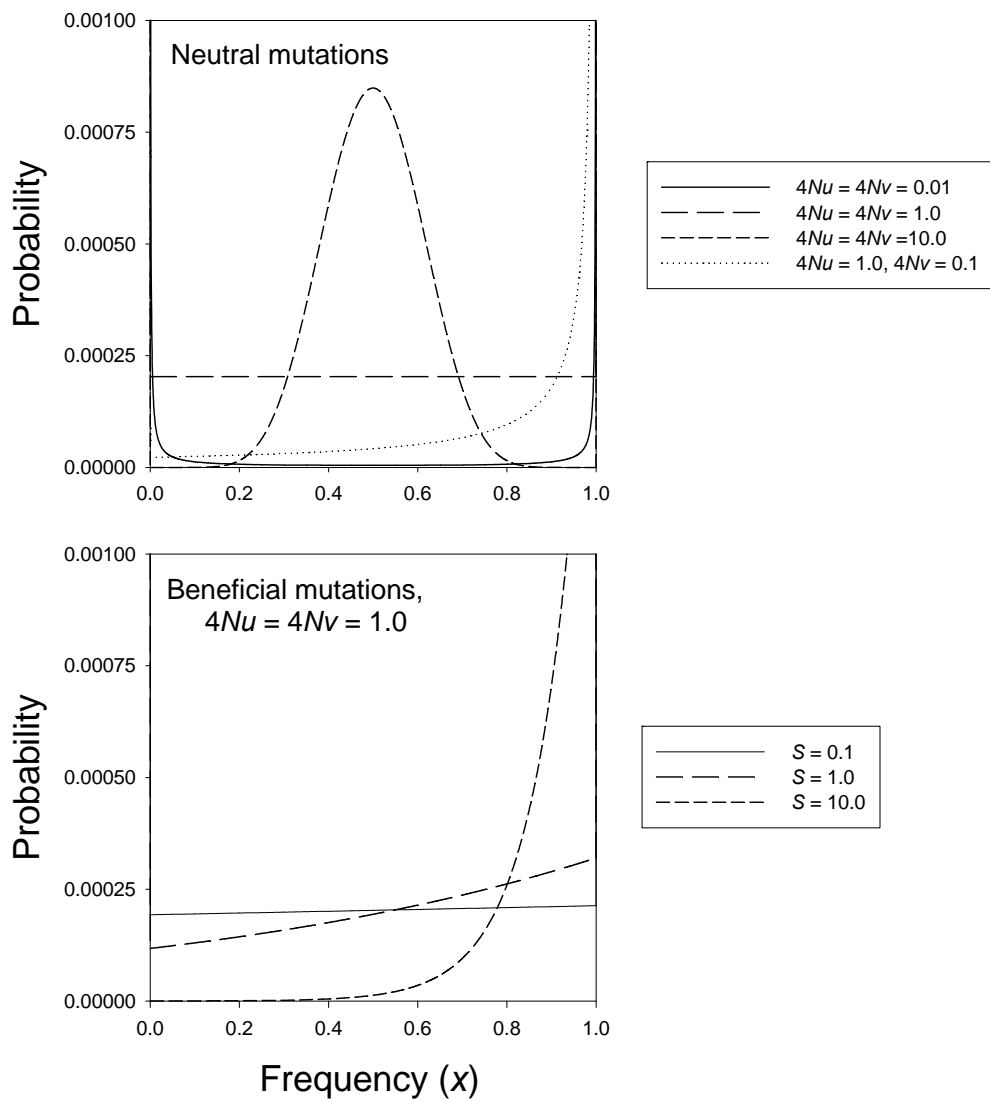 0.00100
0.00075
0.00050
0.00025
0.00000
Probability
Neutral mutations
0.0 0.2 0.4 0.6 0.8 1.0
4Nu = 4Nv = 0.01
4Nu = 4Nv = 1.0
4Nu = 4Nv =10.0
4Nu = 1.0, 4Nv = 0.1
0.00100
0.00075
0.00050
0.00025
0.00000
Probability
Beneficial mutations,
4Nu = 4Nv = 1.0
0.0 0.2 0.4 0.6 0.8 1.0
Frequency (x)
S = 0.1
S = 1.0
S = 10.0